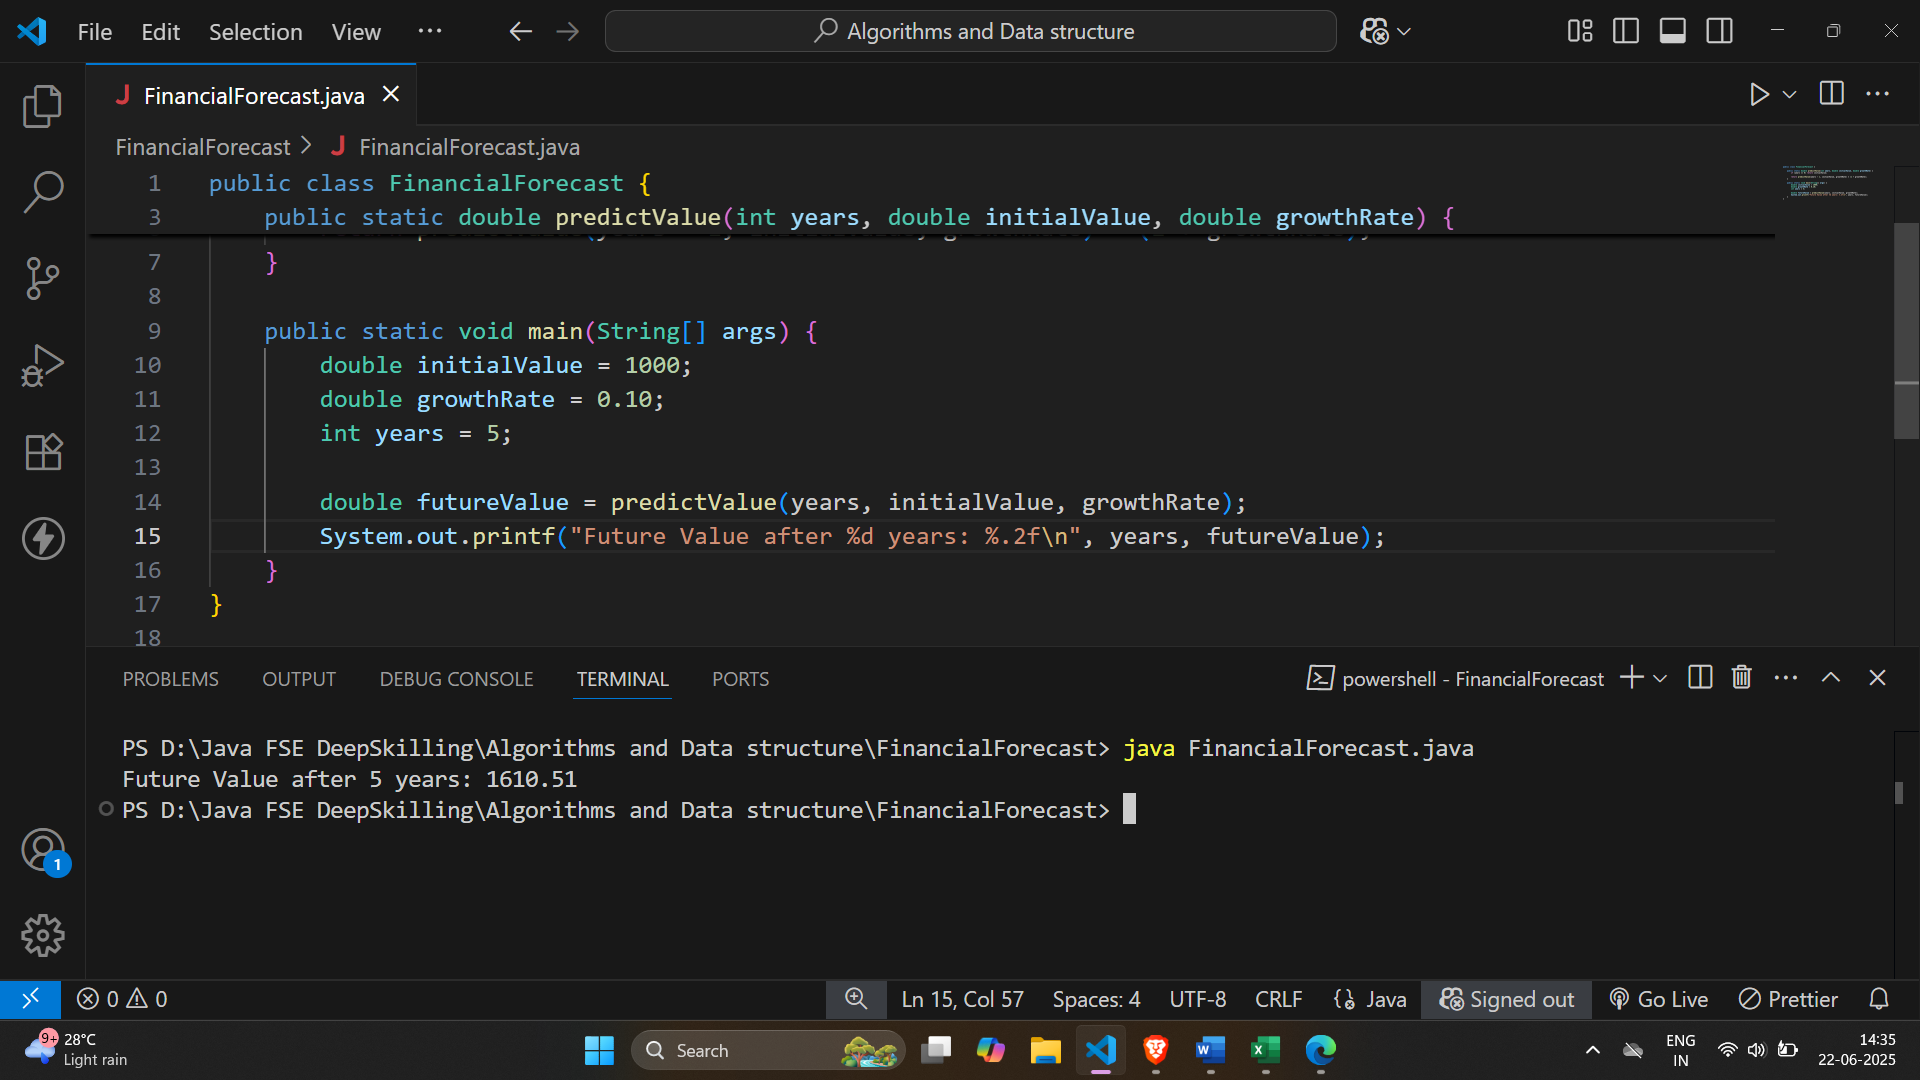 File Edit Selection View ··· Algorithms and Data structure
FinancialForecast.java
FinancialForecast > FinancialForecast.java
1 public class FinancialForecast {
3 public static double predictValue(int years, double initialValue, double growthRate) {
7 }
8
9 public static void main(String[] args) {
10 double initialValue = 1000;
11 double growthRate = 0.10;
12 int years = 5;
13
14 double futureValue = predictValue(years, initialValue, growthRate);
15 System.out.printf("Future Value after %d years: %.2f\n", years, futureValue);
16 }
17 }
18
PROBLEMS OUTPUT DEBUG CONSOLE TERMINAL PORTS powershell - FinancialForecast
PS D:\Java FSE DeepSkilling\Algorithms and Data structure\FinancialForecast> java FinancialForecast.java
Future Value after 5 years: 1610.51
PS D:\Java FSE DeepSkilling\Algorithms and Data structure\FinancialForecast>
1
0 0 Ln 15, Col 57 Spaces: 4 UTF-8 CRLF {} Java Signed out Go Live Prettier
9+ 28°C
Light rain
Search
ENG
IN
14:35
22-06-2025